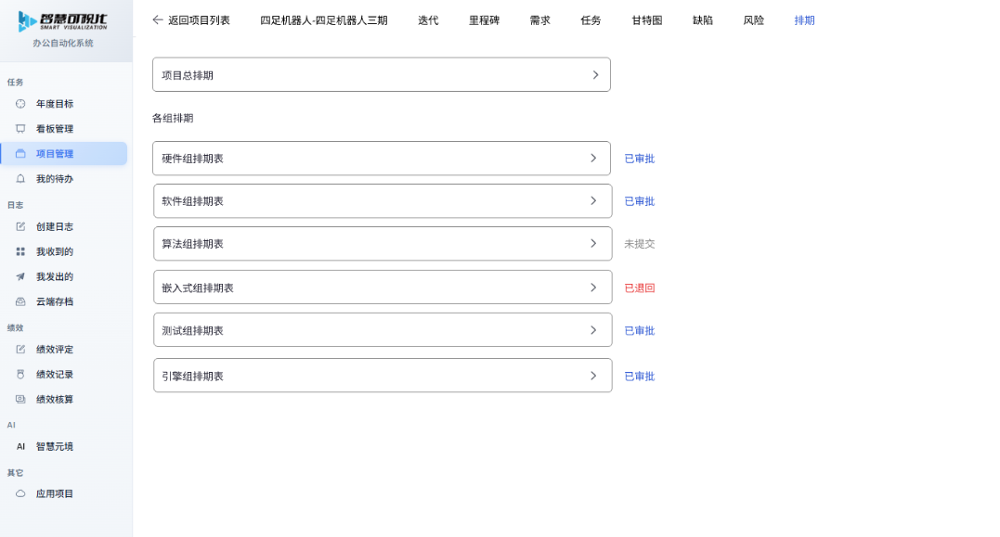 智慧可视化
SMART VISUALIZATION
办公自动化系统
任务
年度目标
看板管理
项目管理
我的待办
日志
创建日志
我收到的
我发出的
云端存档
绩效
绩效评定
绩效记录
绩效核算
AI
AI 智慧元境
其它
应用项目
返回项目列表 四足机器人-四足机器人三期 迭代 里程碑 需求 任务 甘特图 缺陷 风险 排期
项目总排期
各组排期
硬件组排期表 已审批
软件组排期表 已审批
算法组排期表 未提交
嵌入式组排期表 已退回
测试组排期表 已审批
引擎组排期表 已审批